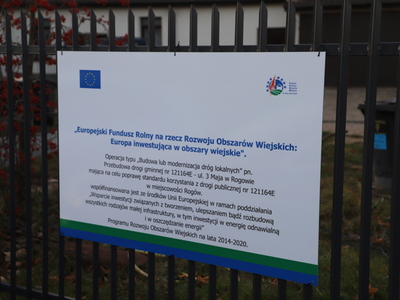 „Europejski Fundusz Rolny na rzecz Rozwoju Obszarów Wiejskich:
Europa inwestująca w obszary wiejskie".
Operacja typu „Budowa lub modernizacja dróg lokalnych" pn.
Przebudowa drogi gminnej nr 121164E - ul. 3 Maja w Rogowie
mająca na celu poprawę standardu korzystania z drogi publicznej nr 121164E
w miejscowości Rogów.
współfinansowana jest ze środków Unii Europejskiej w ramach poddziałania
„Wsparcie inwestycji związanych z tworzeniem, ulepszaniem bądź rozbudową
wszystkich rodzajów małej infrastruktury, w tym inwestycji w energię odnawialną
i w oszczędzanie energii"
Programu Rozwoju Obszarów Wiejskich na lata 2014-2020.